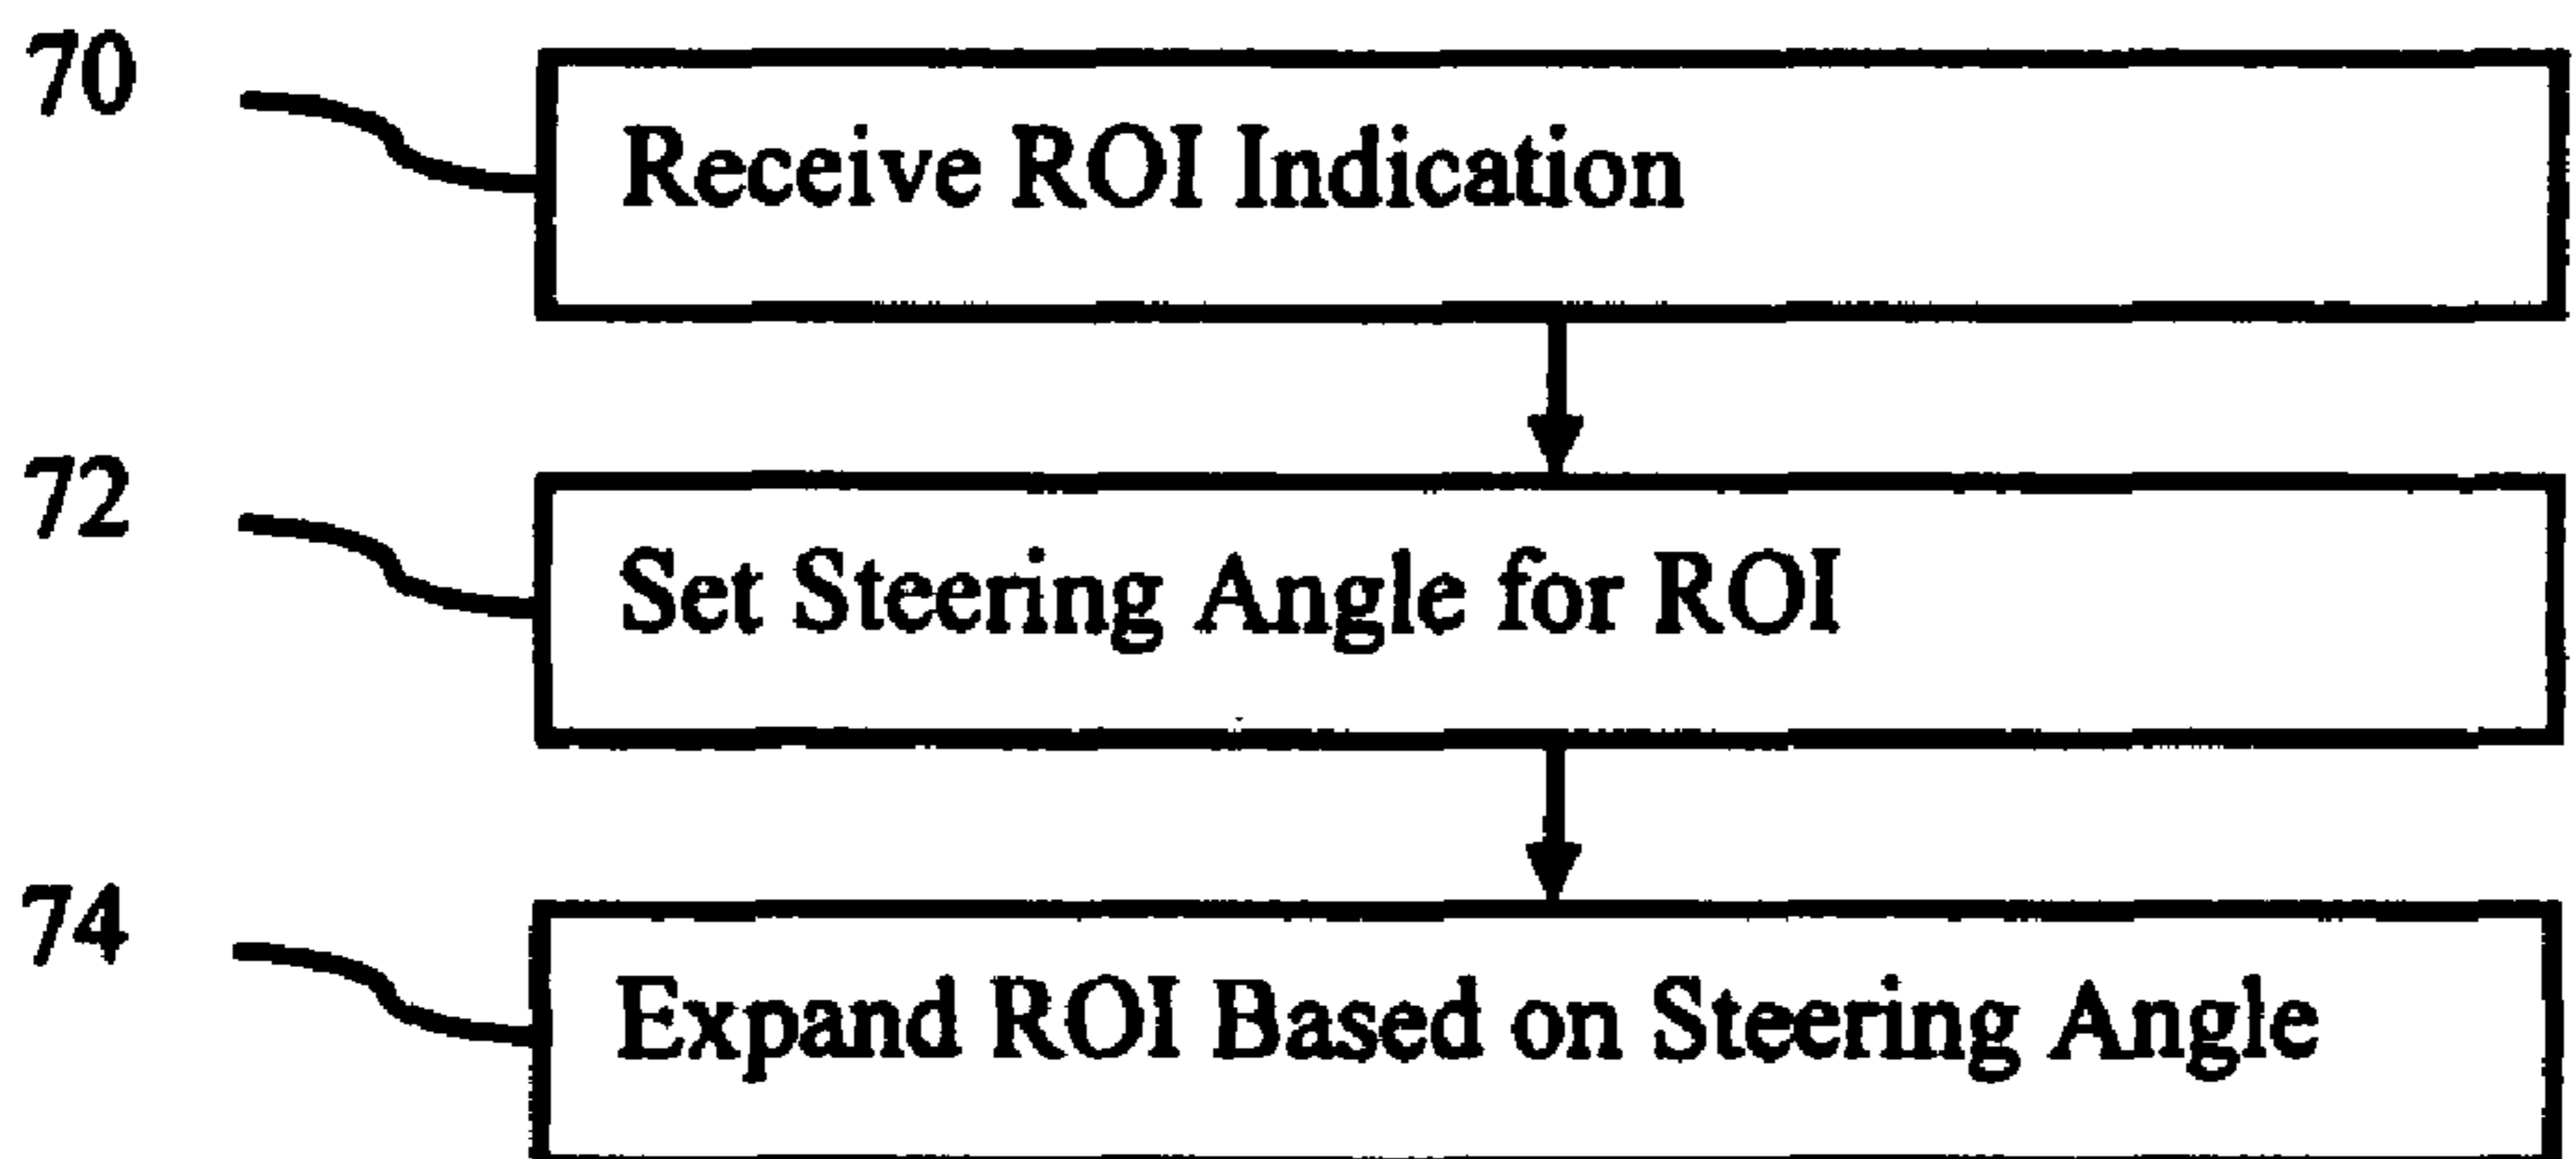 70
Receive ROI Indication
72
Set Steering Angle for ROI
74
Expand ROI Based on Steering Angle